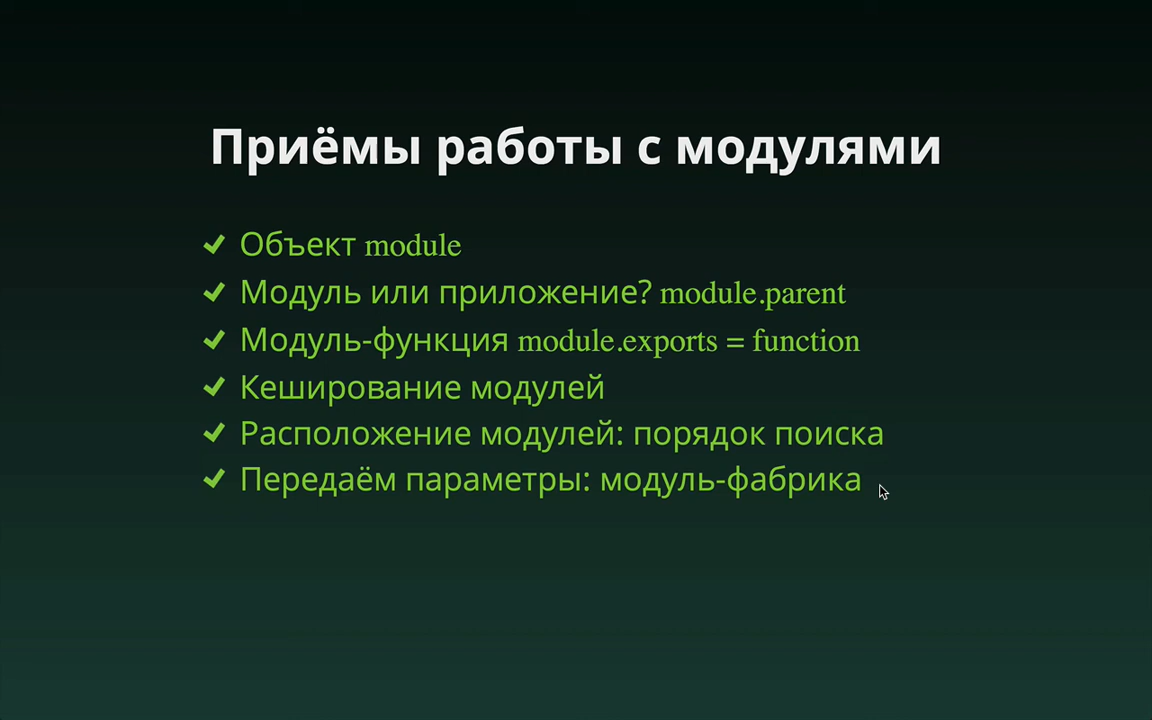 Приёмы работы с модулями
Объект module
Модуль или приложение? module.parent
Модуль-функция module.exports = function
Кеширование модулей
Расположение модулей: порядок поиска
Передаём параметры: модуль-фабрика